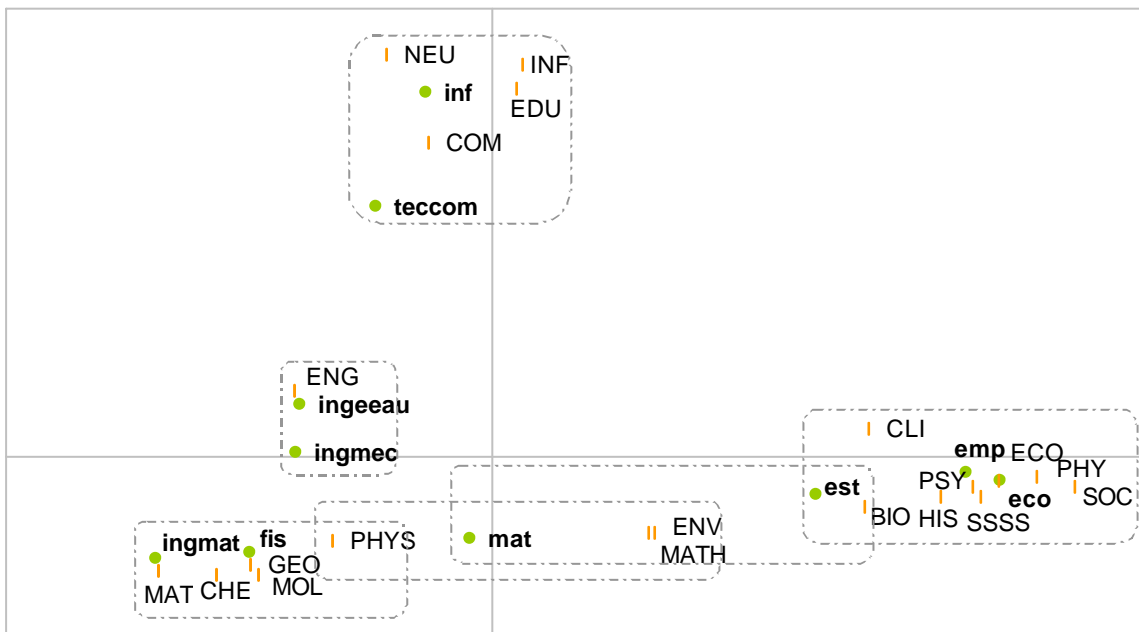 NEU
INF
inf
EDU
COM
teccom
ENG
ingeeau
ingmec
CLI
emp
ECO
PHY
PSY
est
eco
SOC
BIO
HIS
SSSS
ENV
mat
PHYS
MATH
ingmat
fis
GEO
MAT
CHE
MOL